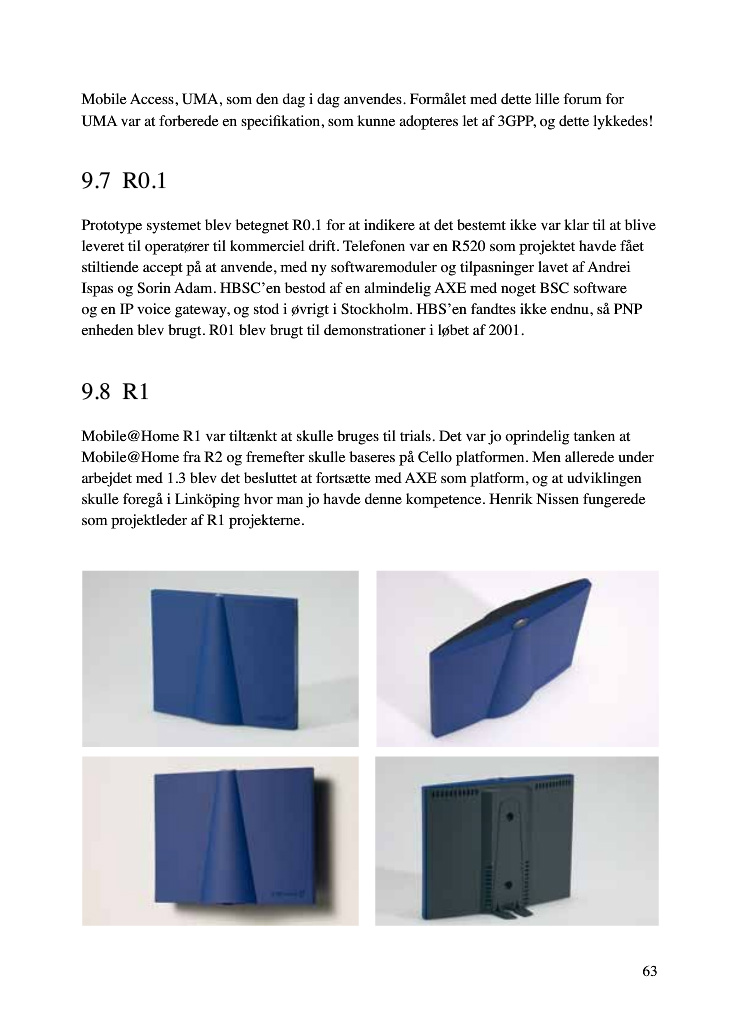 Mobile Access, UMA, som den dag i dag anvendes. Formålet med dette lille forum for
UMA var at forberede en specifikation, som kunne adopteres let af 3GPP, og dette lykkedes!
9.7 R0.1
Prototype systemet blev betegnet R0.1 for at indikere at det bestemt ikke var klar til at blive
leveret til operatører til kommerciel drift. Telefonen var en R520 som projektet havde fået
stiltiende accept på at anvende, med ny softwaremoduler og tilpasninger lavet af Andrei
Ispas og Sorin Adam. HBSC’en bestod af en almindelig AXE med noget BSC software
og en IP voice gateway, og stod i øvrigt i Stockholm. HBS’en fandtes ikke endnu, så PNP
enheden blev brugt. R01 blev brugt til demonstrationer i løbet af 2001.
9.8 R1
Mobile@Home R1 var tiltænkt at skulle bruges til trials. Det var jo oprindelig tanken at
Mobile@Home fra R2 og fremefter skulle baseres på Cello platformen. Men allerede under
arbejdet med 1.3 blev det besluttet at fortsætte med AXE som platform, og at udviklingen
skulle foregå i Linköping hvor man jo havde denne kompetence. Henrik Nissen fungerede
som projektleder af R1 projekterne.
63